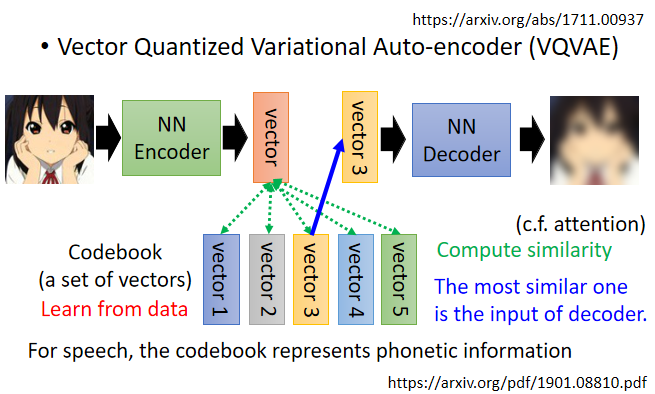 https://arxiv.org/abs/1711.00937
• Vector Quantized Variational Auto-encoder (VQVAE)
NN
Encoder
vector
vector 3
NN
Decoder
(c.f. attention)
Codebook
(a set of vectors)
Learn from data
vector 1
vector 2
vector 3
vector 4
vector 5
Compute similarity
The most similar one
is the input of decoder.
For speech, the codebook represents phonetic information
https://arxiv.org/pdf/1901.08810.pdf